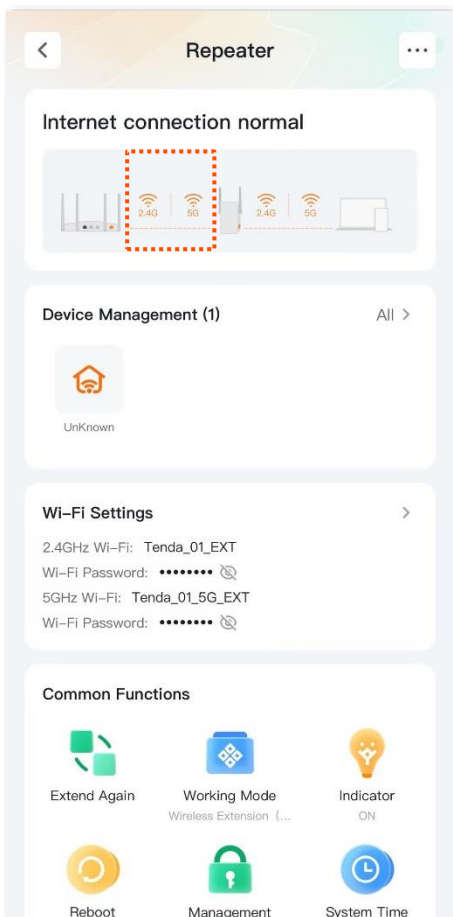 Repeater
Internet connection normal
2.4G 5G 2.4G 5G
Device Management (1) All
UnKnown
Wi-Fi Settings
2.4GHz Wi-Fi: Tenda_01_EXT
Wi-Fi Password: ••••••••
5GHz Wi-Fi: Tenda_01_5G_EXT
Wi-Fi Password: ••••••••
Common Functions
Extend Again Working Mode Indicator
Wireless Extension (... ON
Reboot Management System Time